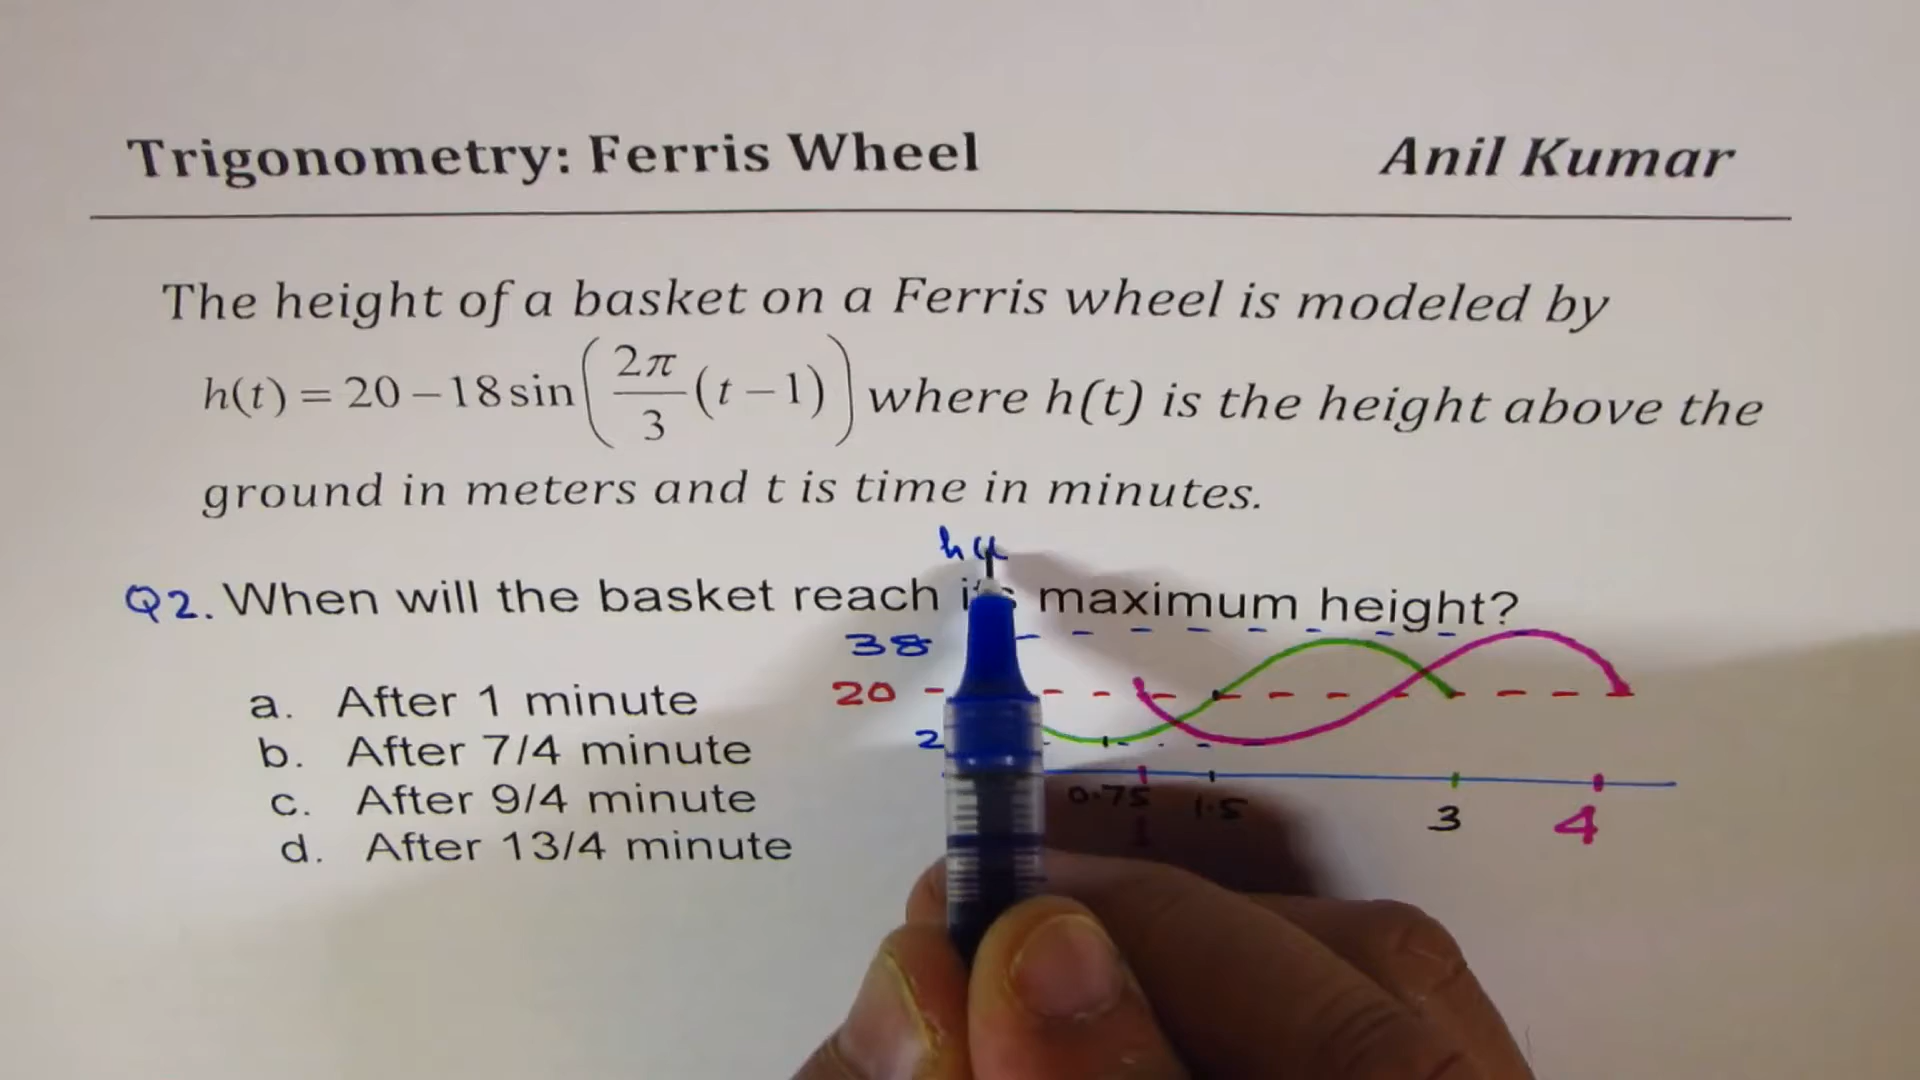 Trigonometry: Ferris Wheel Anil Kumar
The height of a basket on a Ferris wheel is modeled by
h(t) = 20 − 18 sin(2π/3 (t − 1)) where h(t) is the height above the
ground in meters and t is time in minutes.
h(t
Q2. When will the basket reach its maximum height?
38
20
a. After 1 minute
2
b. After 7/4 minute
c. After 9/4 minute
0.75 1.5 3 4
1
d. After 13/4 minute